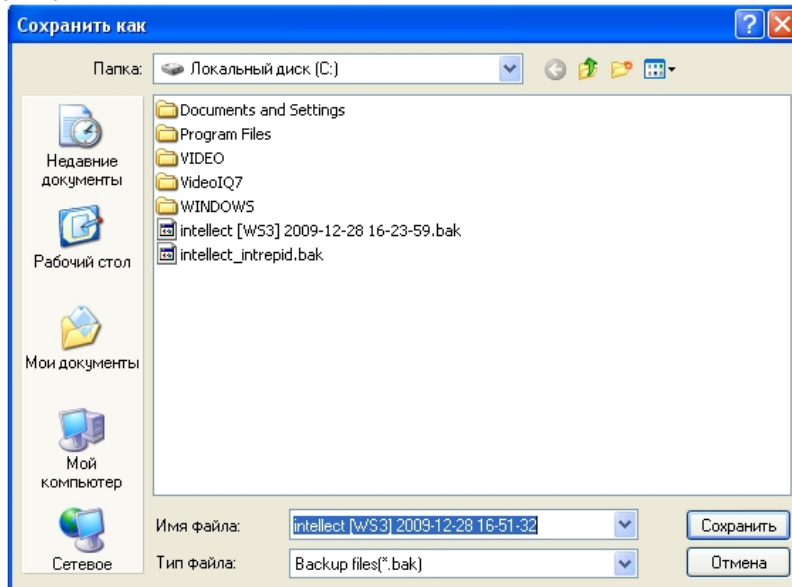 Сохранить как
Папка:
Локальный диск (C:)
Недавние
документы
Рабочий стол
Мои документы
Мой
компьютер
Сетевое
Documents and Settings
Program Files
VIDEO
VideoIQ7
WINDOWS
intellect [WS3] 2009-12-28 16-23-59.bak
intellect_intrepid.bak
Имя файла:
intellect [WS3] 2009-12-28 16-51-32
Сохранить
Тип файла:
Backup files(*.bak)
Отмена